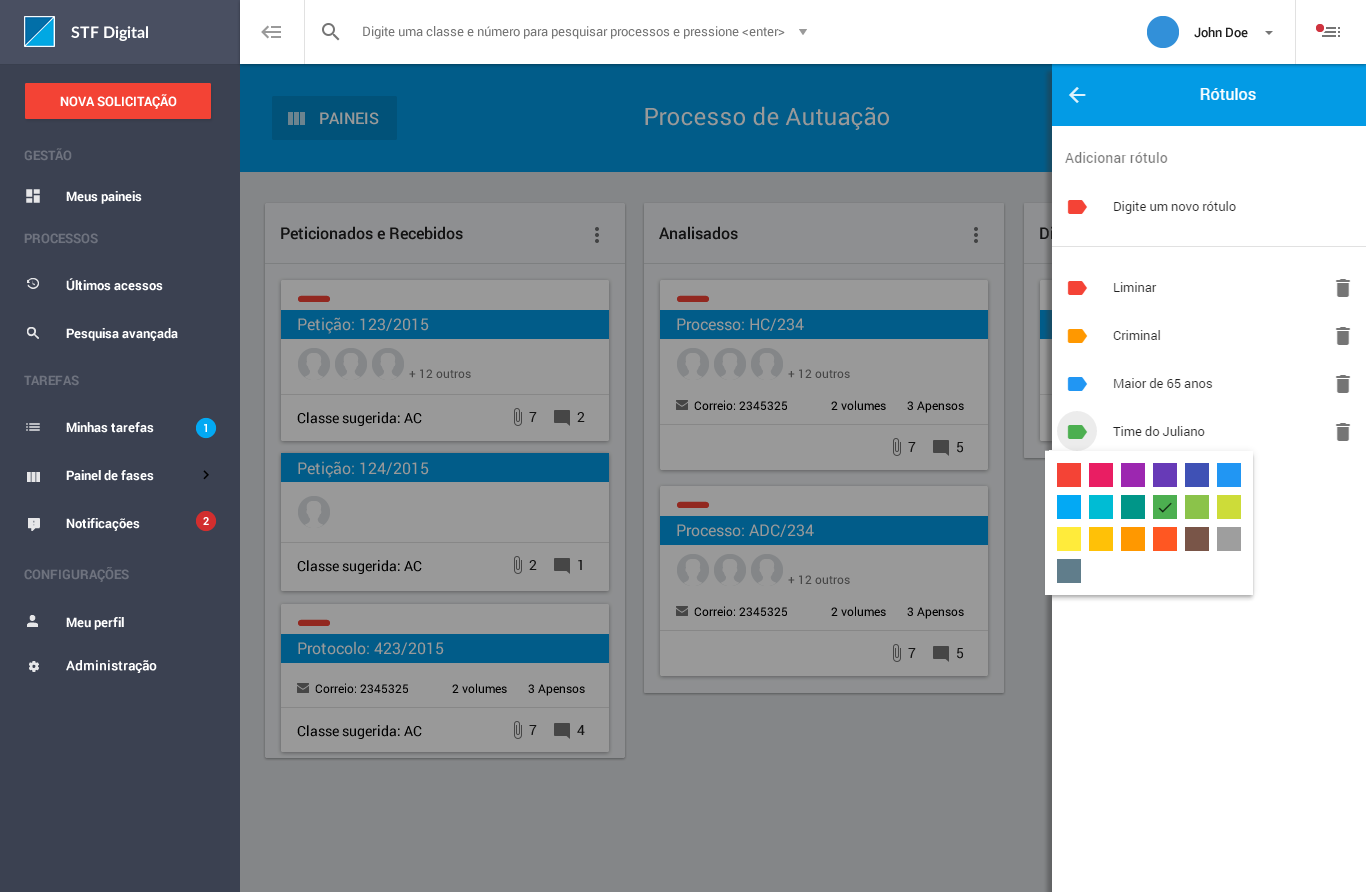 STF Digital
Digite uma classe e número para pesquisar processos e pressione <enter>
John Doe
NOVA SOLICITAÇÃO
GESTÃO
Meus paineis
PROCESSOS
Últimos acessos
Pesquisa avançada
TAREFAS
Minhas tarefas 1
Painel de fases
Notificações 2
CONFIGURAÇÕES
Meu perfil
Administração
PAINEIS
Processo de Autuação
Peticionados e Recebidos
Petição: 123/2015
+ 12 outros
Classe sugerida: AC 7 2
Petição: 124/2015
Classe sugerida: AC 2 1
Protocolo: 423/2015
Correio: 2345325 2 volumes 3 Apensos
Classe sugerida: AC 7 4
Analisados
Processo: HC/234
+ 12 outros
Correio: 2345325 2 volumes 3 Apensos
7 5
Processo: ADC/234
+ 12 outros
Correio: 2345325 2 volumes 3 Apensos
7 5
Rótulos
Adicionar rótulo
Digite um novo rótulo
Liminar
Criminal
Maior de 65 anos
Time do Juliano